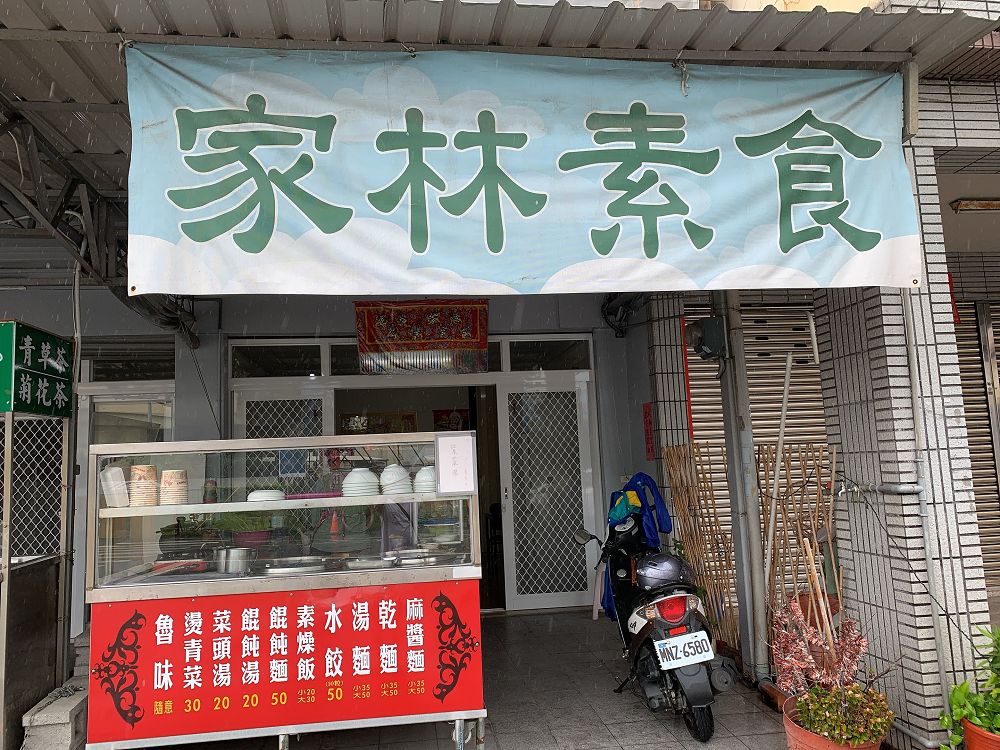 家林素食
青草茶
菊花茶
麻醬麵 小35 大50
乾麵 小35 大50
湯麵 小35 大50
水餃 (10粒) 50
素燥飯 小20 大30
餛飩麵 50
餛飩湯 20
菜頭湯 20
燙青菜 30
魯味 隨意
MNZ-6580